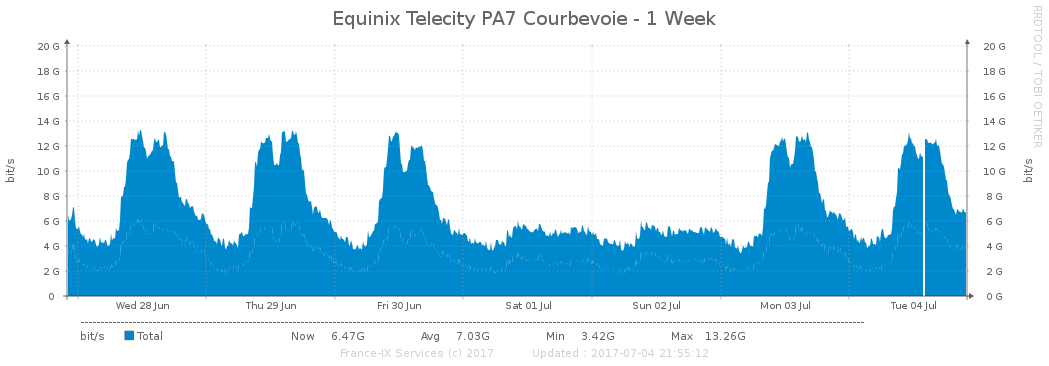 Equinix Telecity PA7 Courbevoie - 1 Week
RRDTOOL / TOBI OETIKER
20 G 20 G
18 G 18 G
16 G 16 G
14 G 14 G
12 G 12 G
10 G 10 G
8 G 8 G
6 G 6 G
4 G 4 G
2 G 2 G
0 0 G
bit/s
bit/s
Wed 28 Jun Thu 29 Jun Fri 30 Jun Sat 01 Jul Sun 02 Jul Mon 03 Jul Tue 04 Jul
bit/s Total Now 6.47G Avg 7.03G Min 3.42G Max 13.26G
France-IX Services (c) 2017 Updated : 2017-07-04 21:55:12